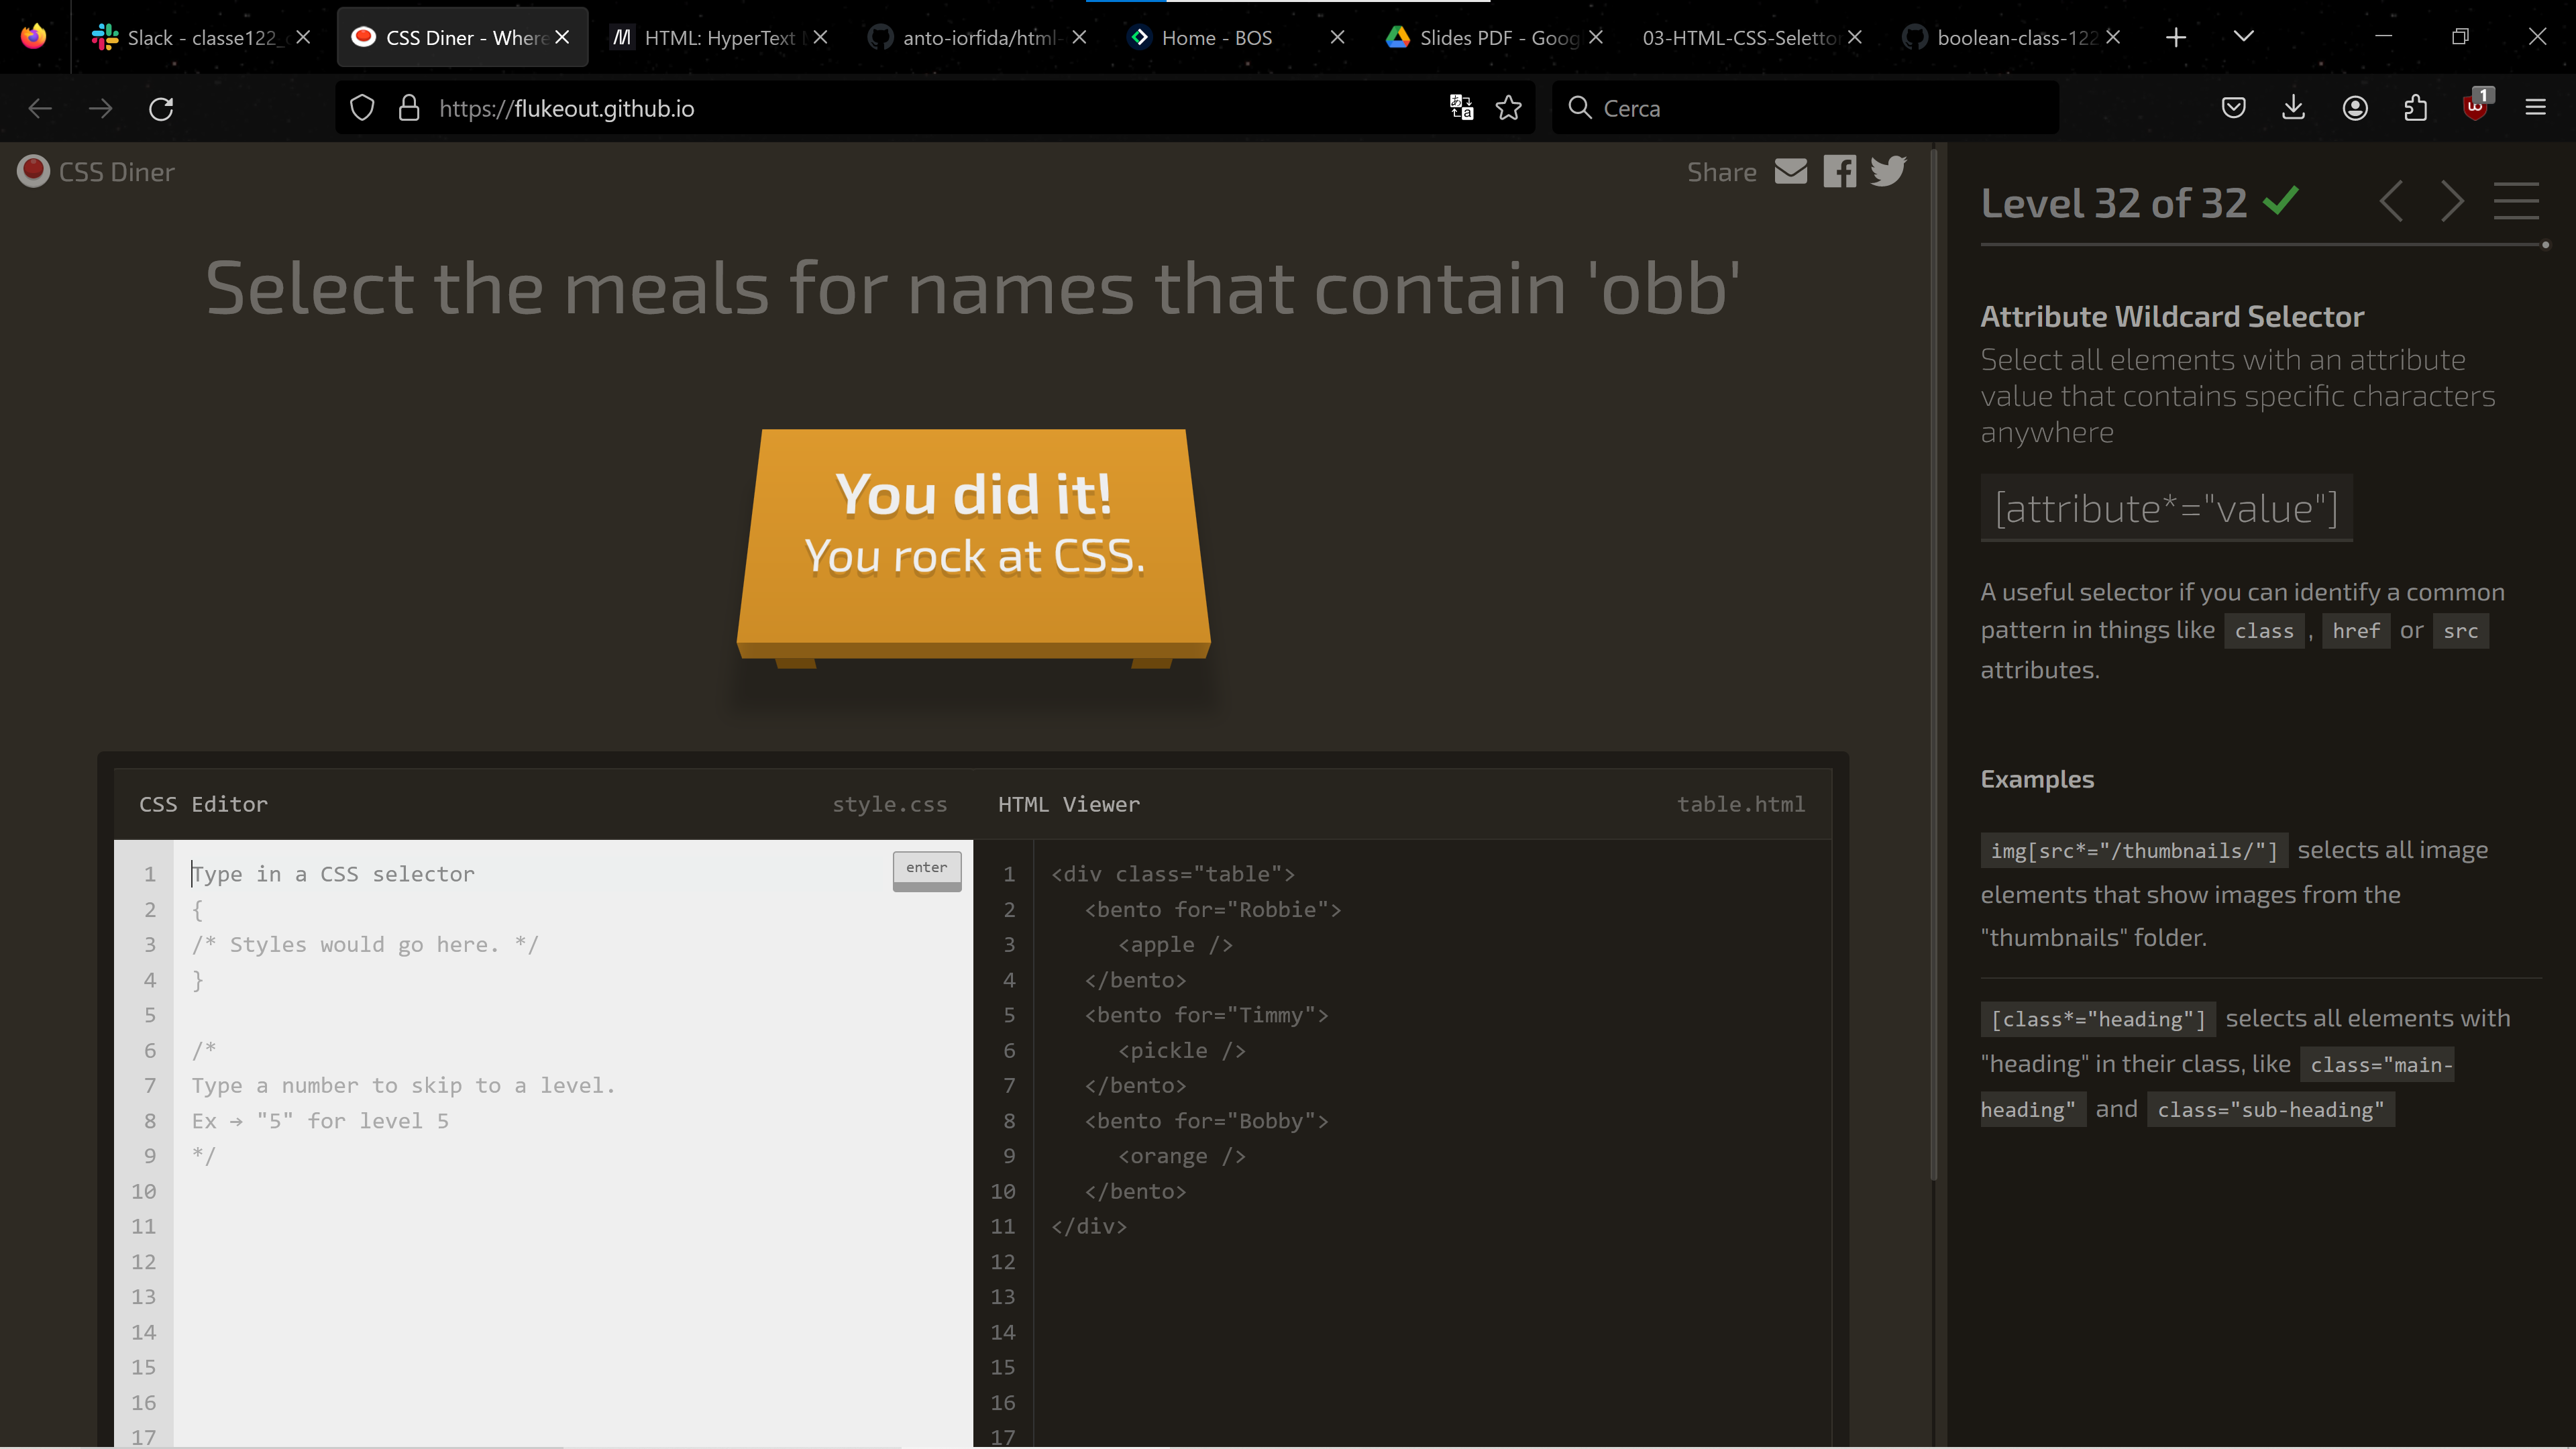 Slack - classe122_
CSS Diner - Where
HTML: HyperText
anto-iorfida/html-
Home - BOS
Slides PDF - Goog
03-HTML-CSS-Seletto
boolean-class-122
https://flukeout.github.io
Cerca
1
CSS Diner
Share
Select the meals for names that contain 'obb'
You did it!
You rock at CSS.
CSS Editor
style.css
1 Type in a CSS selector
enter
2 {
3 /* Styles would go here. */
4 }
5
6 /*
7 Type a number to skip to a level.
8 Ex → "5" for level 5
9 */
10
11
12
13
14
15
16
17
HTML Viewer
table.html
1 <div class="table">
2 <bento for="Robbie">
3 <apple />
4 </bento>
5 <bento for="Timmy">
6 <pickle />
7 </bento>
8 <bento for="Bobby">
9 <orange />
10 </bento>
11 </div>
12
13
14
15
16
17
Level 32 of 32
Attribute Wildcard Selector
Select all elements with an attribute
value that contains specific characters
anywhere
[attribute*="value"]
A useful selector if you can identify a common
pattern in things like class , href or src
attributes.
Examples
img[src*="/thumbnails/"] selects all image
elements that show images from the
"thumbnails" folder.
[class*="heading"] selects all elements with
"heading" in their class, like class="main-
heading" and class="sub-heading"